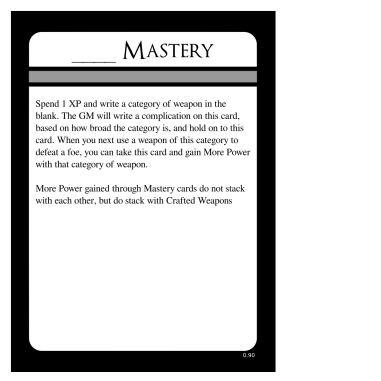 _____ MASTERY
Spend 1 XP and write a category of weapon in the
blank. The GM will write a complication on this card,
based on how broad the category is, and hold on to this
card. When you next use a weapon of this category to
defeat a foe, you can take this card and gain More Power
with that category of weapon.
More Power gained through Mastery cards do not stack
with each other, but do stack with Crafted Weapons
0.90